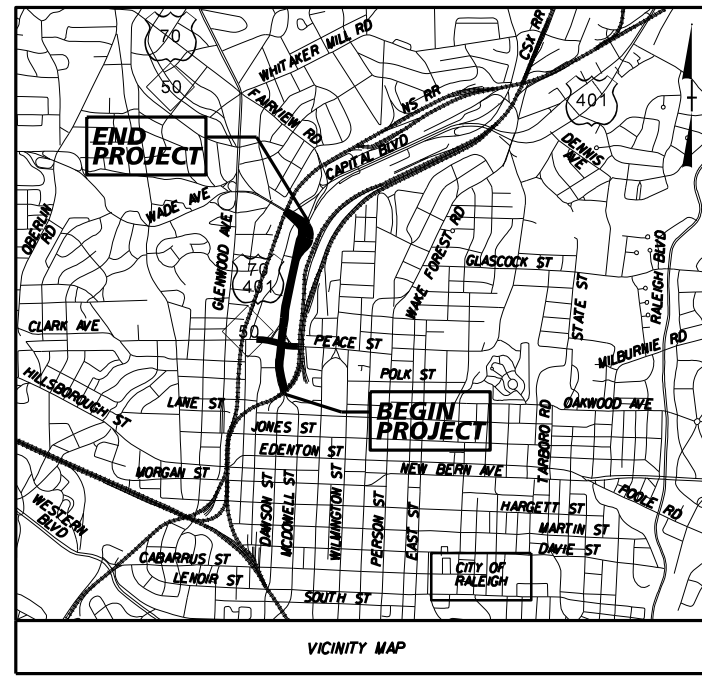 70
50
WHITAKER MILL RD
CSX RR
FAIRVIEW RD
NS RR
401
END
PROJECT
CAPITAL BLVD
DENNIS
AVE
WADE AVE
OBERLIN
RD
GLENWOOD AVE
WAKE FOREST RD
GLASCOCK ST
RALEIGH BLVD
70
401
STATE ST
CLARK AVE
50
PEACE ST
MILBURNIE RD
HILLSBOROUGH ST
POLK ST
LANE ST
BEGIN
PROJECT
OAKWOOD AVE
TARBORO RD
JONES ST
EDENTON ST
MORGAN ST
NEW BERN AVE
POOLE RD
WESTERN
BLVD
DAWSON ST
MCDOWELL ST
WILMINGTON ST
PERSON ST
EAST ST
HARGETT ST
MARTIN ST
DAVIE ST
CABARRUS ST
LENOIR ST
CITY OF
RALEIGH
SOUTH ST
VICINITY MAP